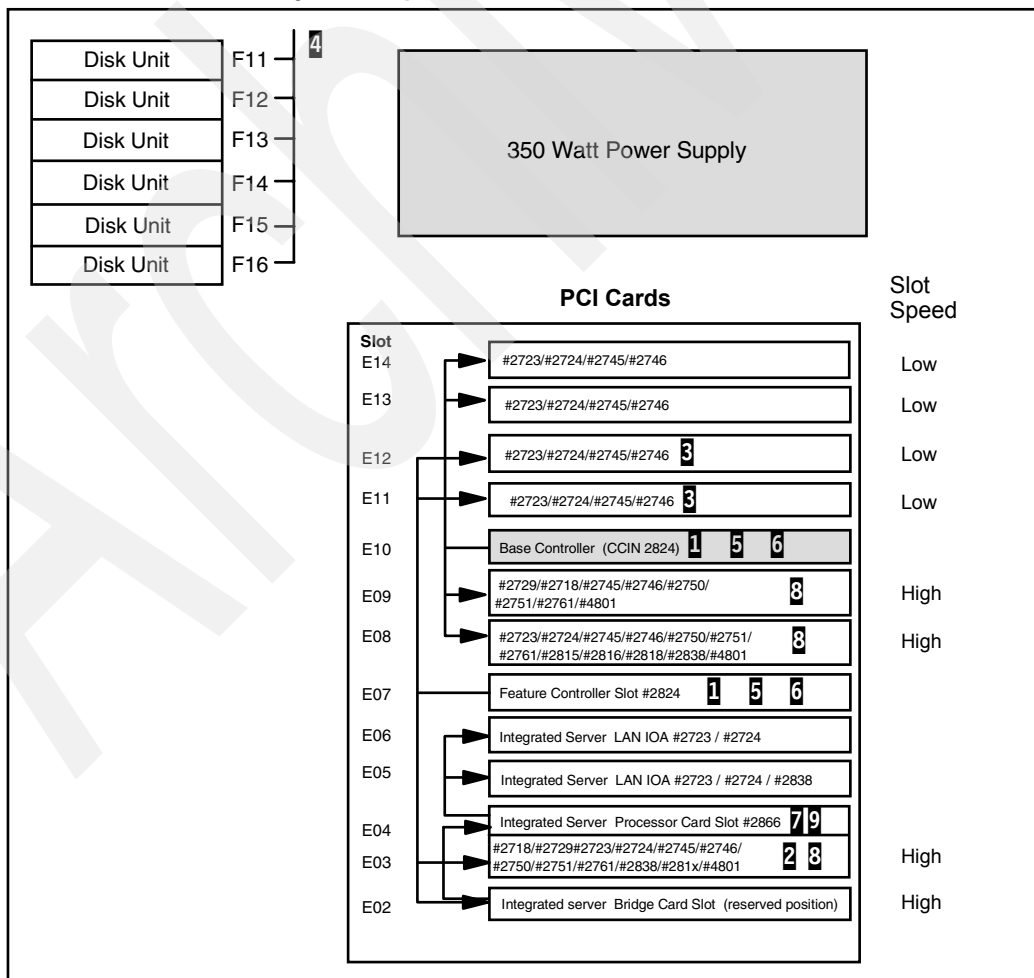 Disk Unit F11 4
Disk Unit F12
Disk Unit F13
Disk Unit F14
Disk Unit F15
Disk Unit F16
350 Watt Power Supply
PCI Cards
Slot
Speed
Slot
E14 #2723/#2724/#2745/#2746 Low
E13 #2723/#2724/#2745/#2746 Low
E12 #2723/#2724/#2745/#2746 3 Low
E11 #2723/#2724/#2745/#2746 3 Low
E10 Base Controller (CCIN 2824) 1 5 6
E09 #2729/#2718/#2745/#2746/#2750/ 8 High
#2751/#2761/#4801
E08 #2723/#2724/#2745/#2746/#2750/#2751/ 8 High
#2761/#2815/#2816/#2818/#2838/#4801
E07 Feature Controller Slot #2824 1 5 6
E06 Integrated Server LAN IOA #2723 / #2724
E05 Integrated Server LAN IOA #2723 / #2724 / #2838
E04 Integrated Server Processor Card Slot #2866 7 9
E03 #2718/#2729#2723/#2724/#2745/#2746/ 2 8 High
#2750/#2751/#2761/#2838/#281x/#4801
E02 Integrated server Bridge Card Slot (reserved position) High